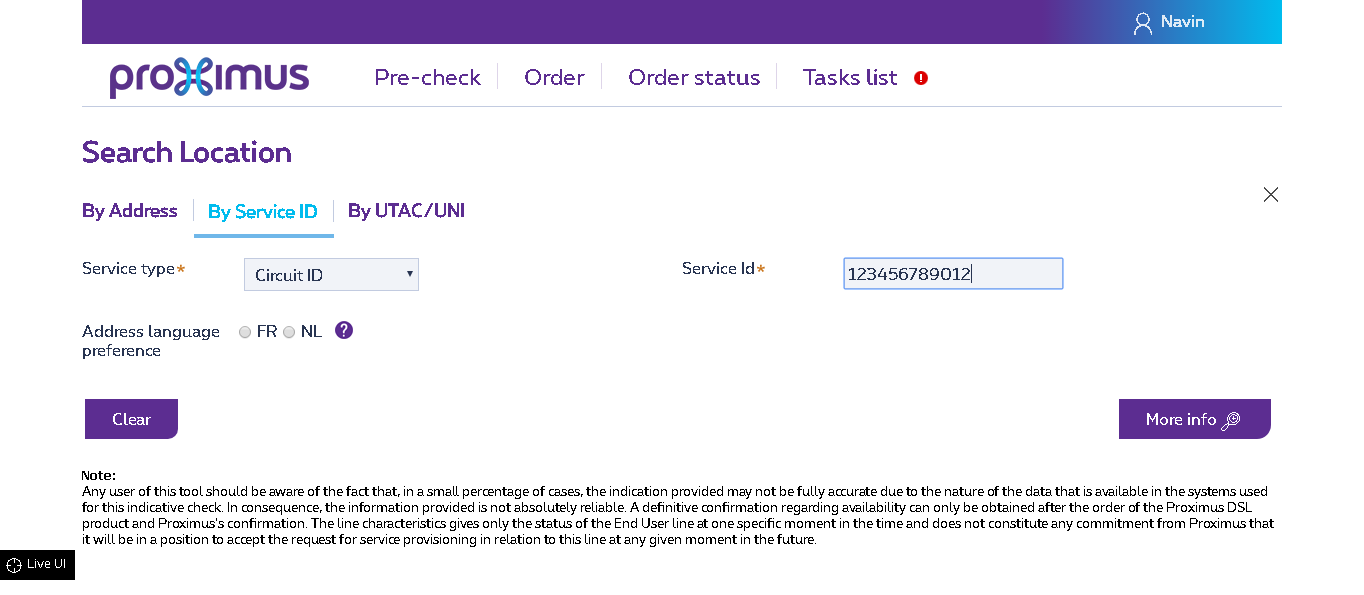 Navin
proximus
Pre-check
Order
Order status
Tasks list
Search Location
By Address
By Service ID
By UTAC/UNI
Service type*
Circuit ID
Service Id*
123456789012
Address language
preference
FR
NL
?
Clear
More info
Note:
Any user of this tool should be aware of the fact that, in a small percentage of cases, the indication provided may not be fully accurate due to the nature of the data that is available in the systems used
for this indicative check. In consequence, the information provided is not absolutely reliable. A definitive confirmation regarding availability can only be obtained after the order of the Proximus DSL
product and Proximus's confirmation. The line characteristics gives only the status of the End User line at one specific moment in the time and does not constitute any commitment from Proximus that
it will be in a position to accept the request for service provisioning in relation to this line at any given moment in the future.
Live UI